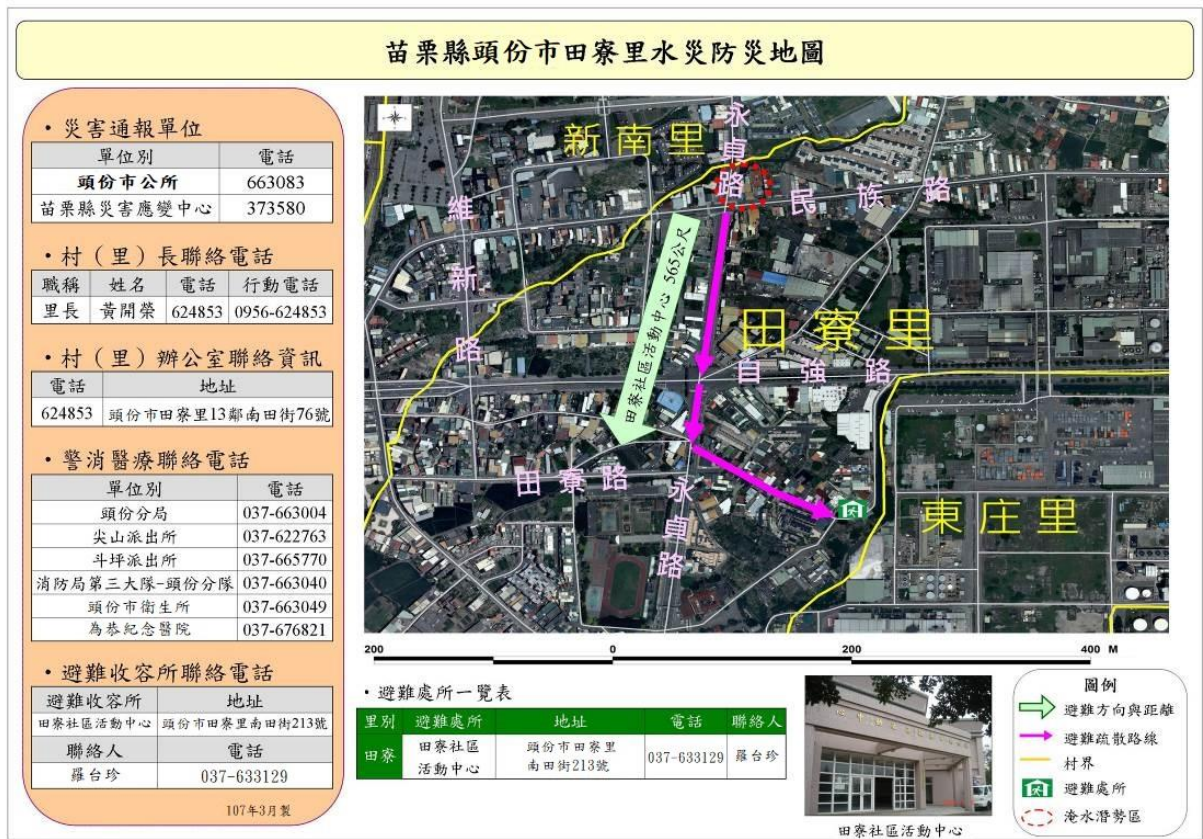 苗栗縣頭份市田寮里水災防災地圖
・災害通報單位
單位別 電話
頭份市公所 663083
苗栗縣災害應變中心 373580
・村(里)長聯絡電話
職稱 姓名 電話 行動電話
里長 黃開榮 624853 0956-624853
・村(里)辦公室聯絡資訊
電話 地址
624853 頭份市田寮里13鄰南田街76號
・警消醫療聯絡電話
單位別 電話
頭份分局 037-663004
尖山派出所 037-622763
斗坪派出所 037-665770
消防局第三大隊-頭份分隊 037-663040
頭份市衛生所 037-663049
為恭紀念醫院 037-676821
・避難收容所聯絡電話
避難收容所 地址
田寮社區活動中心 頭份市田寮里南田街213號
聯絡人 電話
羅台珍 037-633129
107年3月製
新南里
永貞路
民族路
維新路
田寮社區活動中心 565公尺
田寮里
自強路
田寮路
永貞路
東庄里
200 0 200 400 M
・避難處所一覽表
里別 避難處所 地址 電話 聯絡人
田寮 田寮社區活動中心 頭份市田寮里南田街213號 037-633129 羅台珍
田寮社區活動中心
圖例
避難方向與距離
避難疏散路線
村界
避難處所
淹水潛勢區